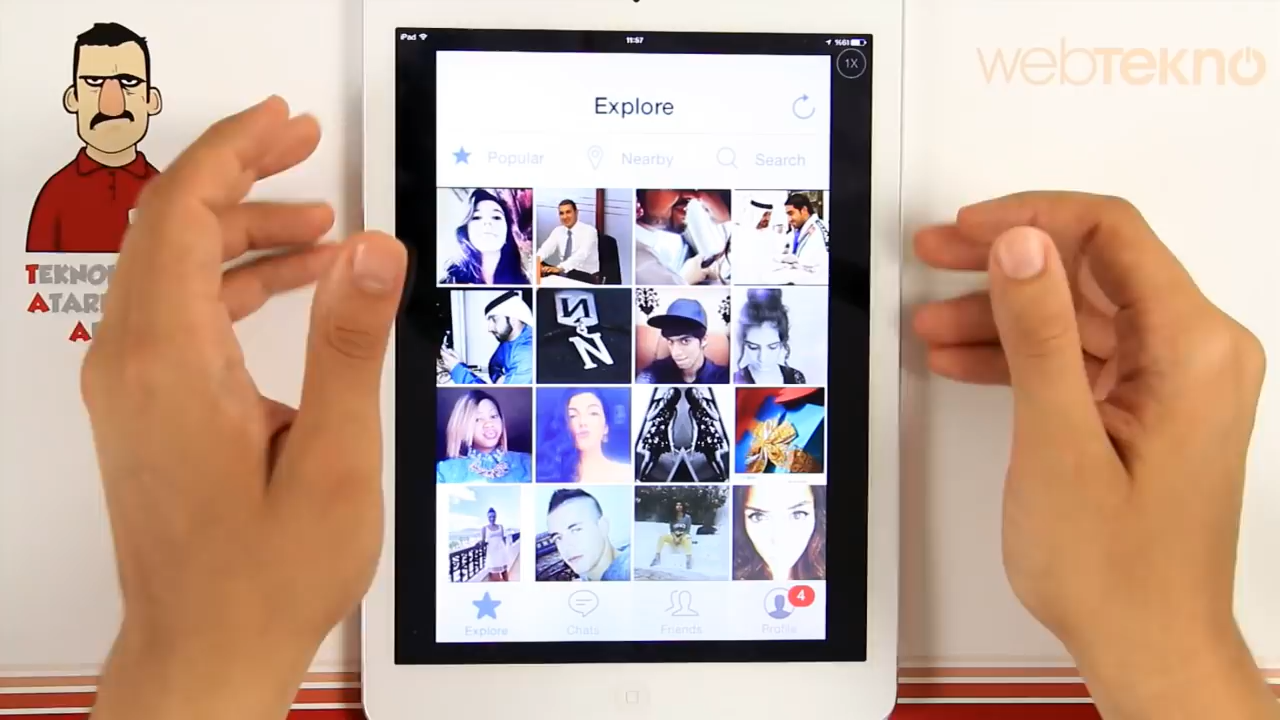 iPad
11:57
%61
1X
webtekno
Explore
Popular
Nearby
Search
N
N
Explore
Chats
Friends
Profile
4